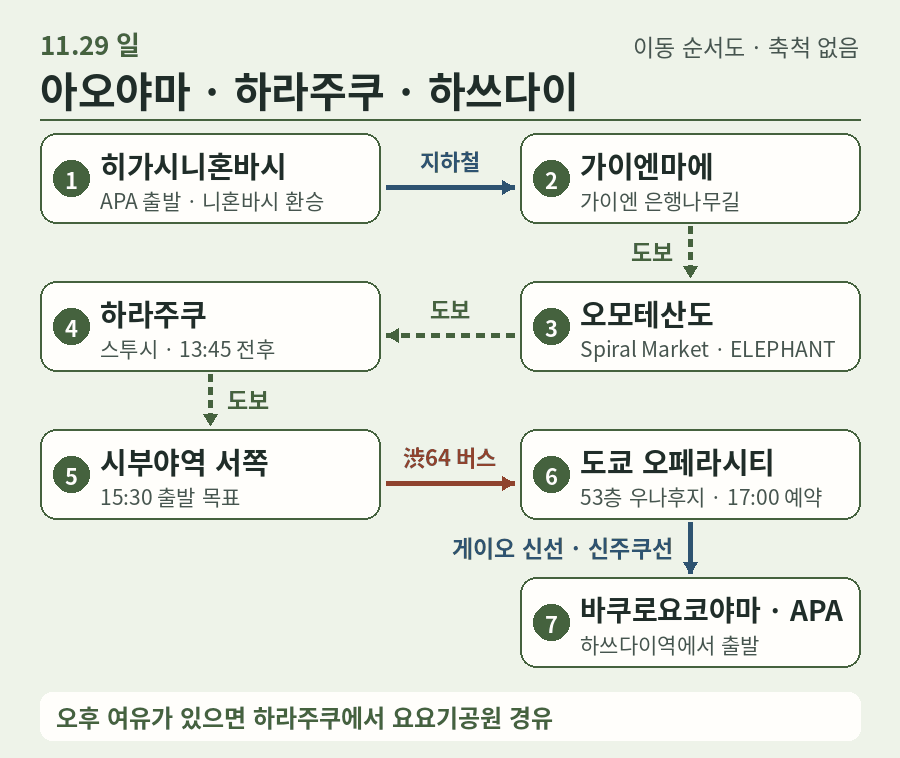 11.29 일
이동 순서도 · 축척 없음
아오야마 · 하라주쿠 · 하쓰다이
1
히가시니혼바시
APA 출발 · 니혼바시 환승
지하철
2
가이엔마에
가이엔 은행나무길
도보
3
오모테산도
Spiral Market · ELEPHANT
도보
4
하라주쿠
스투시 · 13:45 전후
도보
5
시부야역 서쪽
15:30 출발 목표
渋64 버스
6
도쿄 오페라시티
53층 우나후지 · 17:00 예약
게이오 신선 · 신주쿠선
7
바쿠로요코야마 · APA
하쓰다이역에서 출발
오후 여유가 있으면 하라주쿠에서 요요기공원 경유